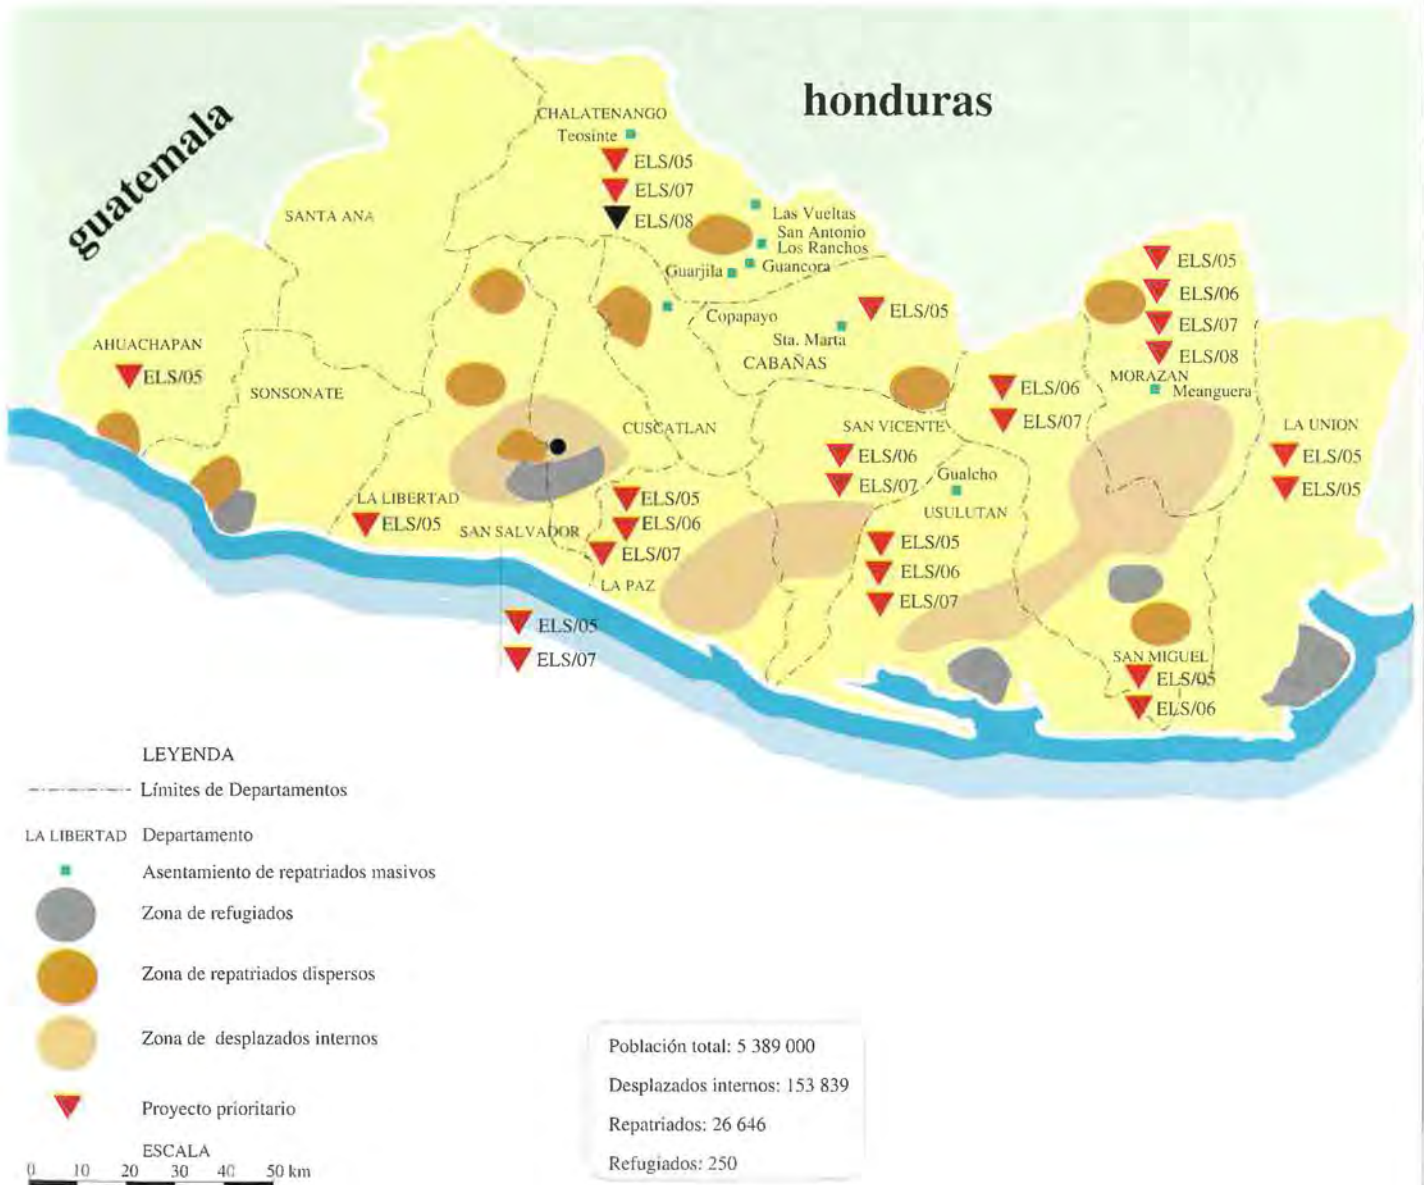 guatemala
honduras
CHALATENANGO
Teosinte
ELS/05
ELS/07
ELS/08
SANTA ANA
Las Vueltas
San Antonio
Los Ranchos
Guancora
Guarjila
Copapayo
ELS/05
Sta. Marta
CABAÑAS
ELS/05
ELS/06
ELS/07
ELS/08
MORAZAN
Meanguera
AHUACHAPAN
ELS/05
SONSONATE
ELS/06
ELS/07
CUSCATLAN
SAN VICENTE
ELS/06
ELS/07
LA UNION
ELS/05
ELS/05
Gualcho
USULUTAN
ELS/05
ELS/06
ELS/07
LA LIBERTAD
ELS/05
SAN SALVADOR
ELS/05
ELS/06
ELS/07
LA PAZ
ELS/05
ELS/07
SAN MIGUEL
ELS/05
ELS/06
LEYENDA
Límites de Departamentos
LA LIBERTAD Departamento
Asentamiento de repatriados masivos
Zona de refugiados
Zona de repatriados dispersos
Zona de desplazados internos
Proyecto prioritario
ESCALA
0 10 20 30 40 50 km
Población total: 5 389 000
Desplazados internos: 153 839
Repatriados: 26 646
Refugiados: 250